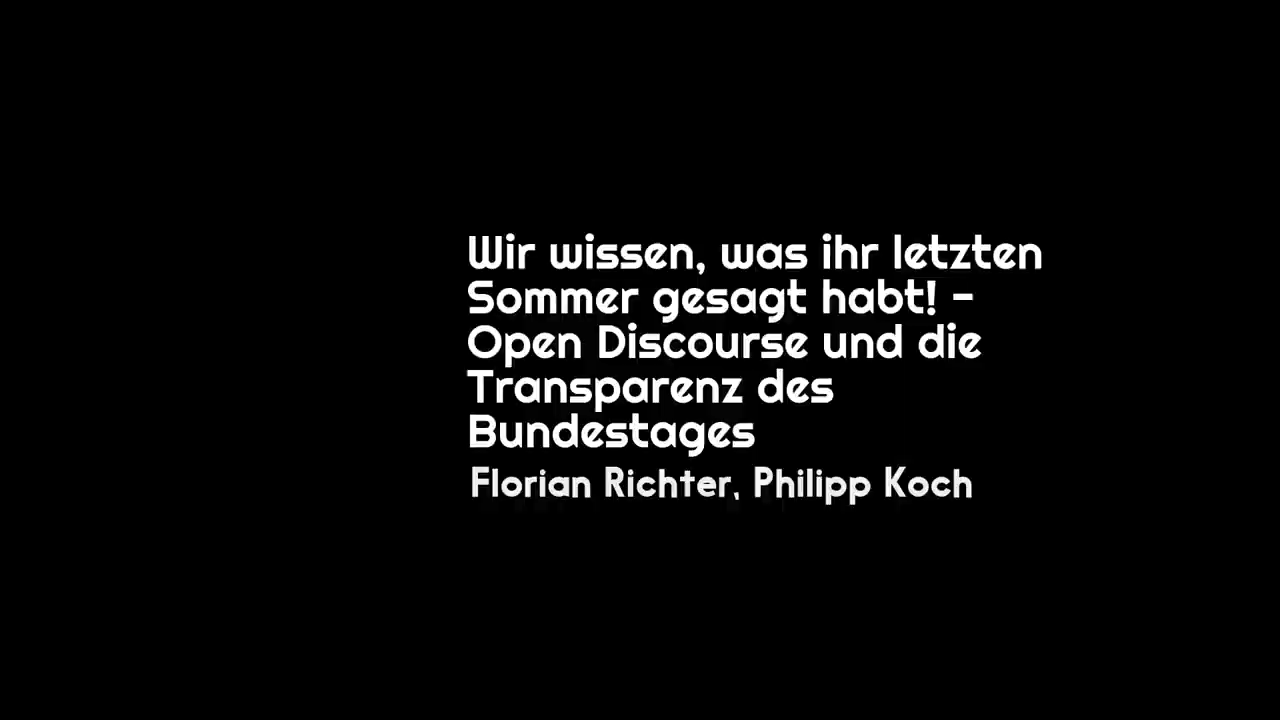 Wir wissen, was ihr letzten
Sommer gesagt habt! -
Open Discourse und die
Transparenz des
Bundestages
Florian Richter, Philipp Koch